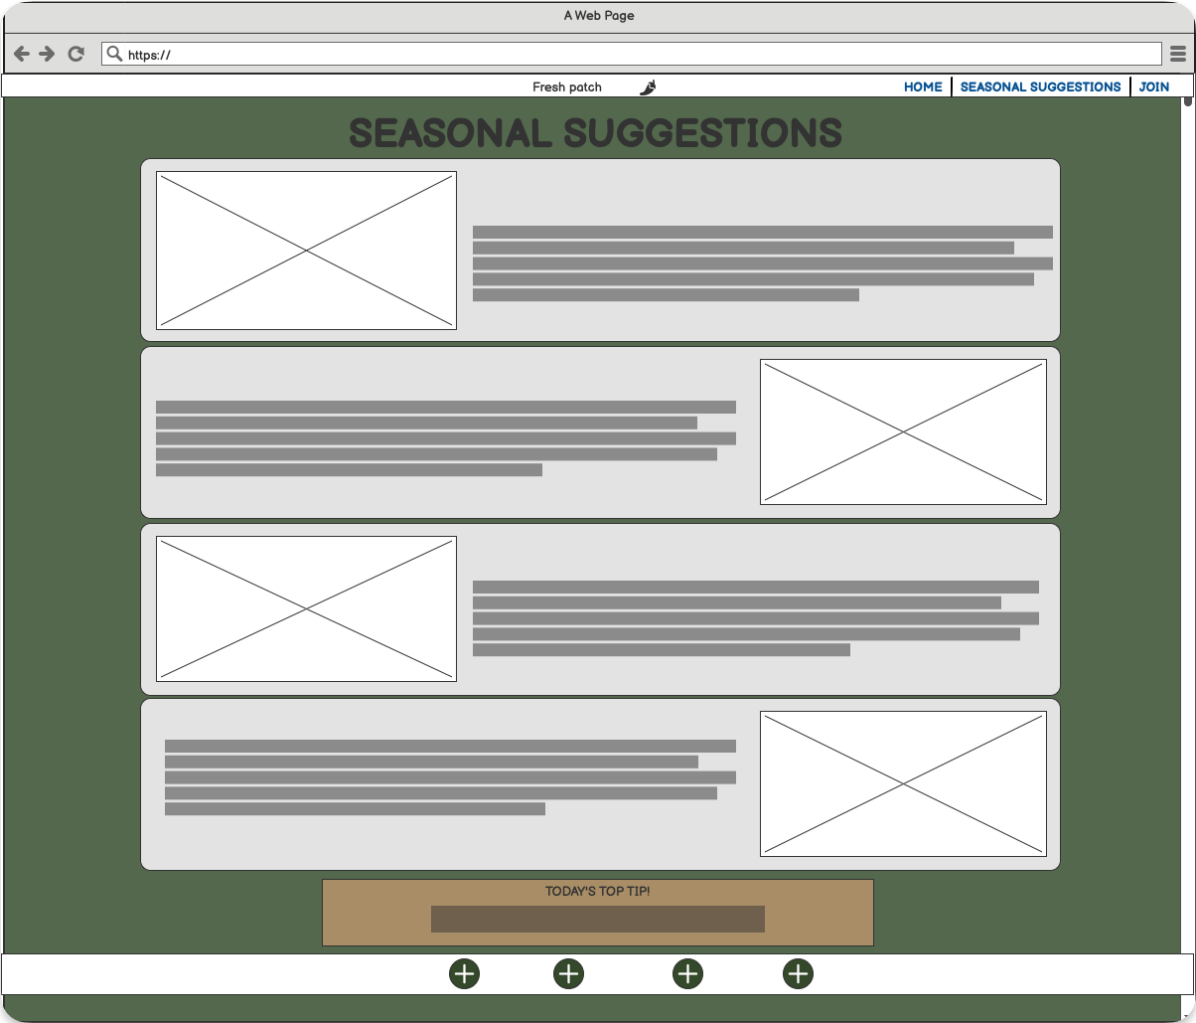 A Web Page
https://
Fresh patch
HOME
SEASONAL SUGGESTIONS
JOIN
SEASONAL SUGGESTIONS
TODAY'S TOP TIP!